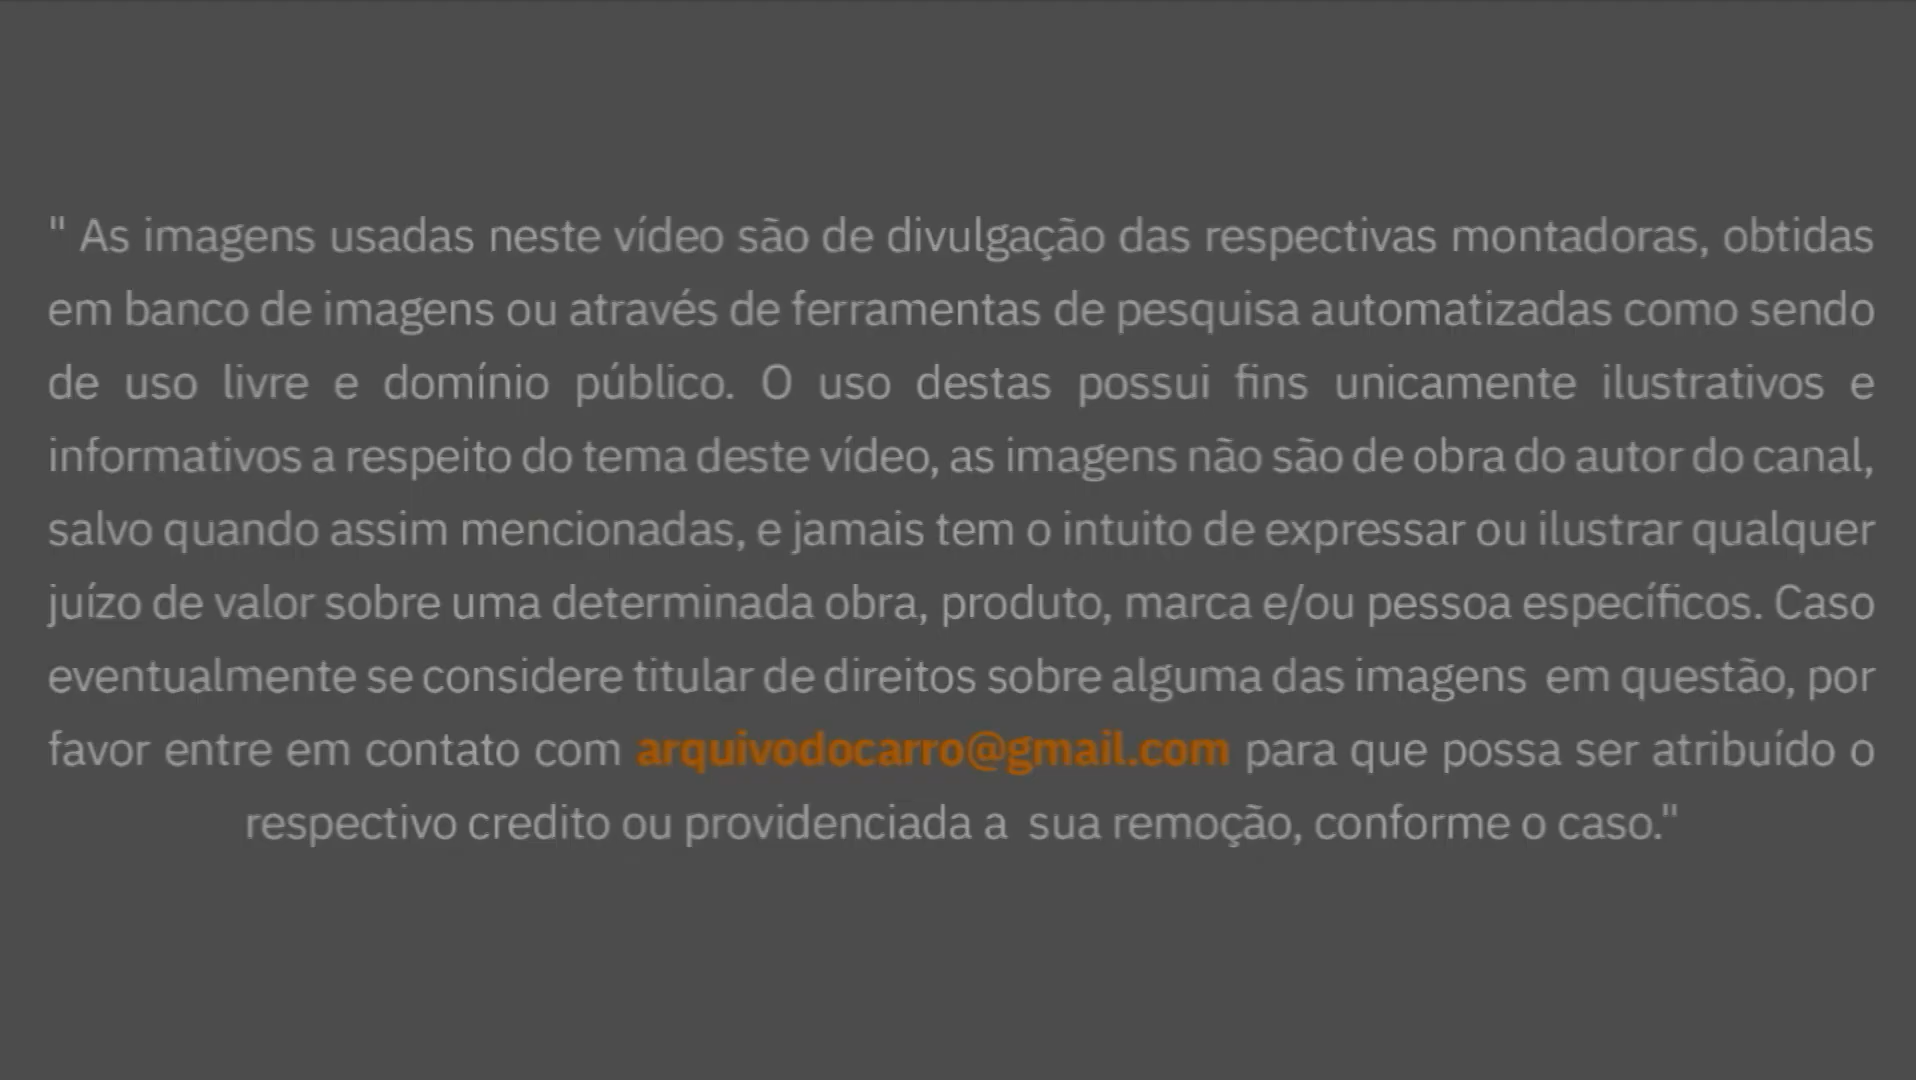 " As imagens usadas neste vídeo são de divulgação das respectivas montadoras, obtidas
em banco de imagens ou através de ferramentas de pesquisa automatizadas como sendo
de uso livre e domínio público. O uso destas possui fins unicamente ilustrativos e
informativos a respeito do tema deste vídeo, as imagens não são de obra do autor do canal,
salvo quando assim mencionadas, e jamais tem o intuito de expressar ou ilustrar qualquer
juízo de valor sobre uma determinada obra, produto, marca e/ou pessoa específicos. Caso
eventualmente se considere titular de direitos sobre alguma das imagens em questão, por
favor entre em contato com arquivodocarro@gmail.com para que possa ser atribuído o
respectivo credito ou providenciada a sua remoção, conforme o caso."